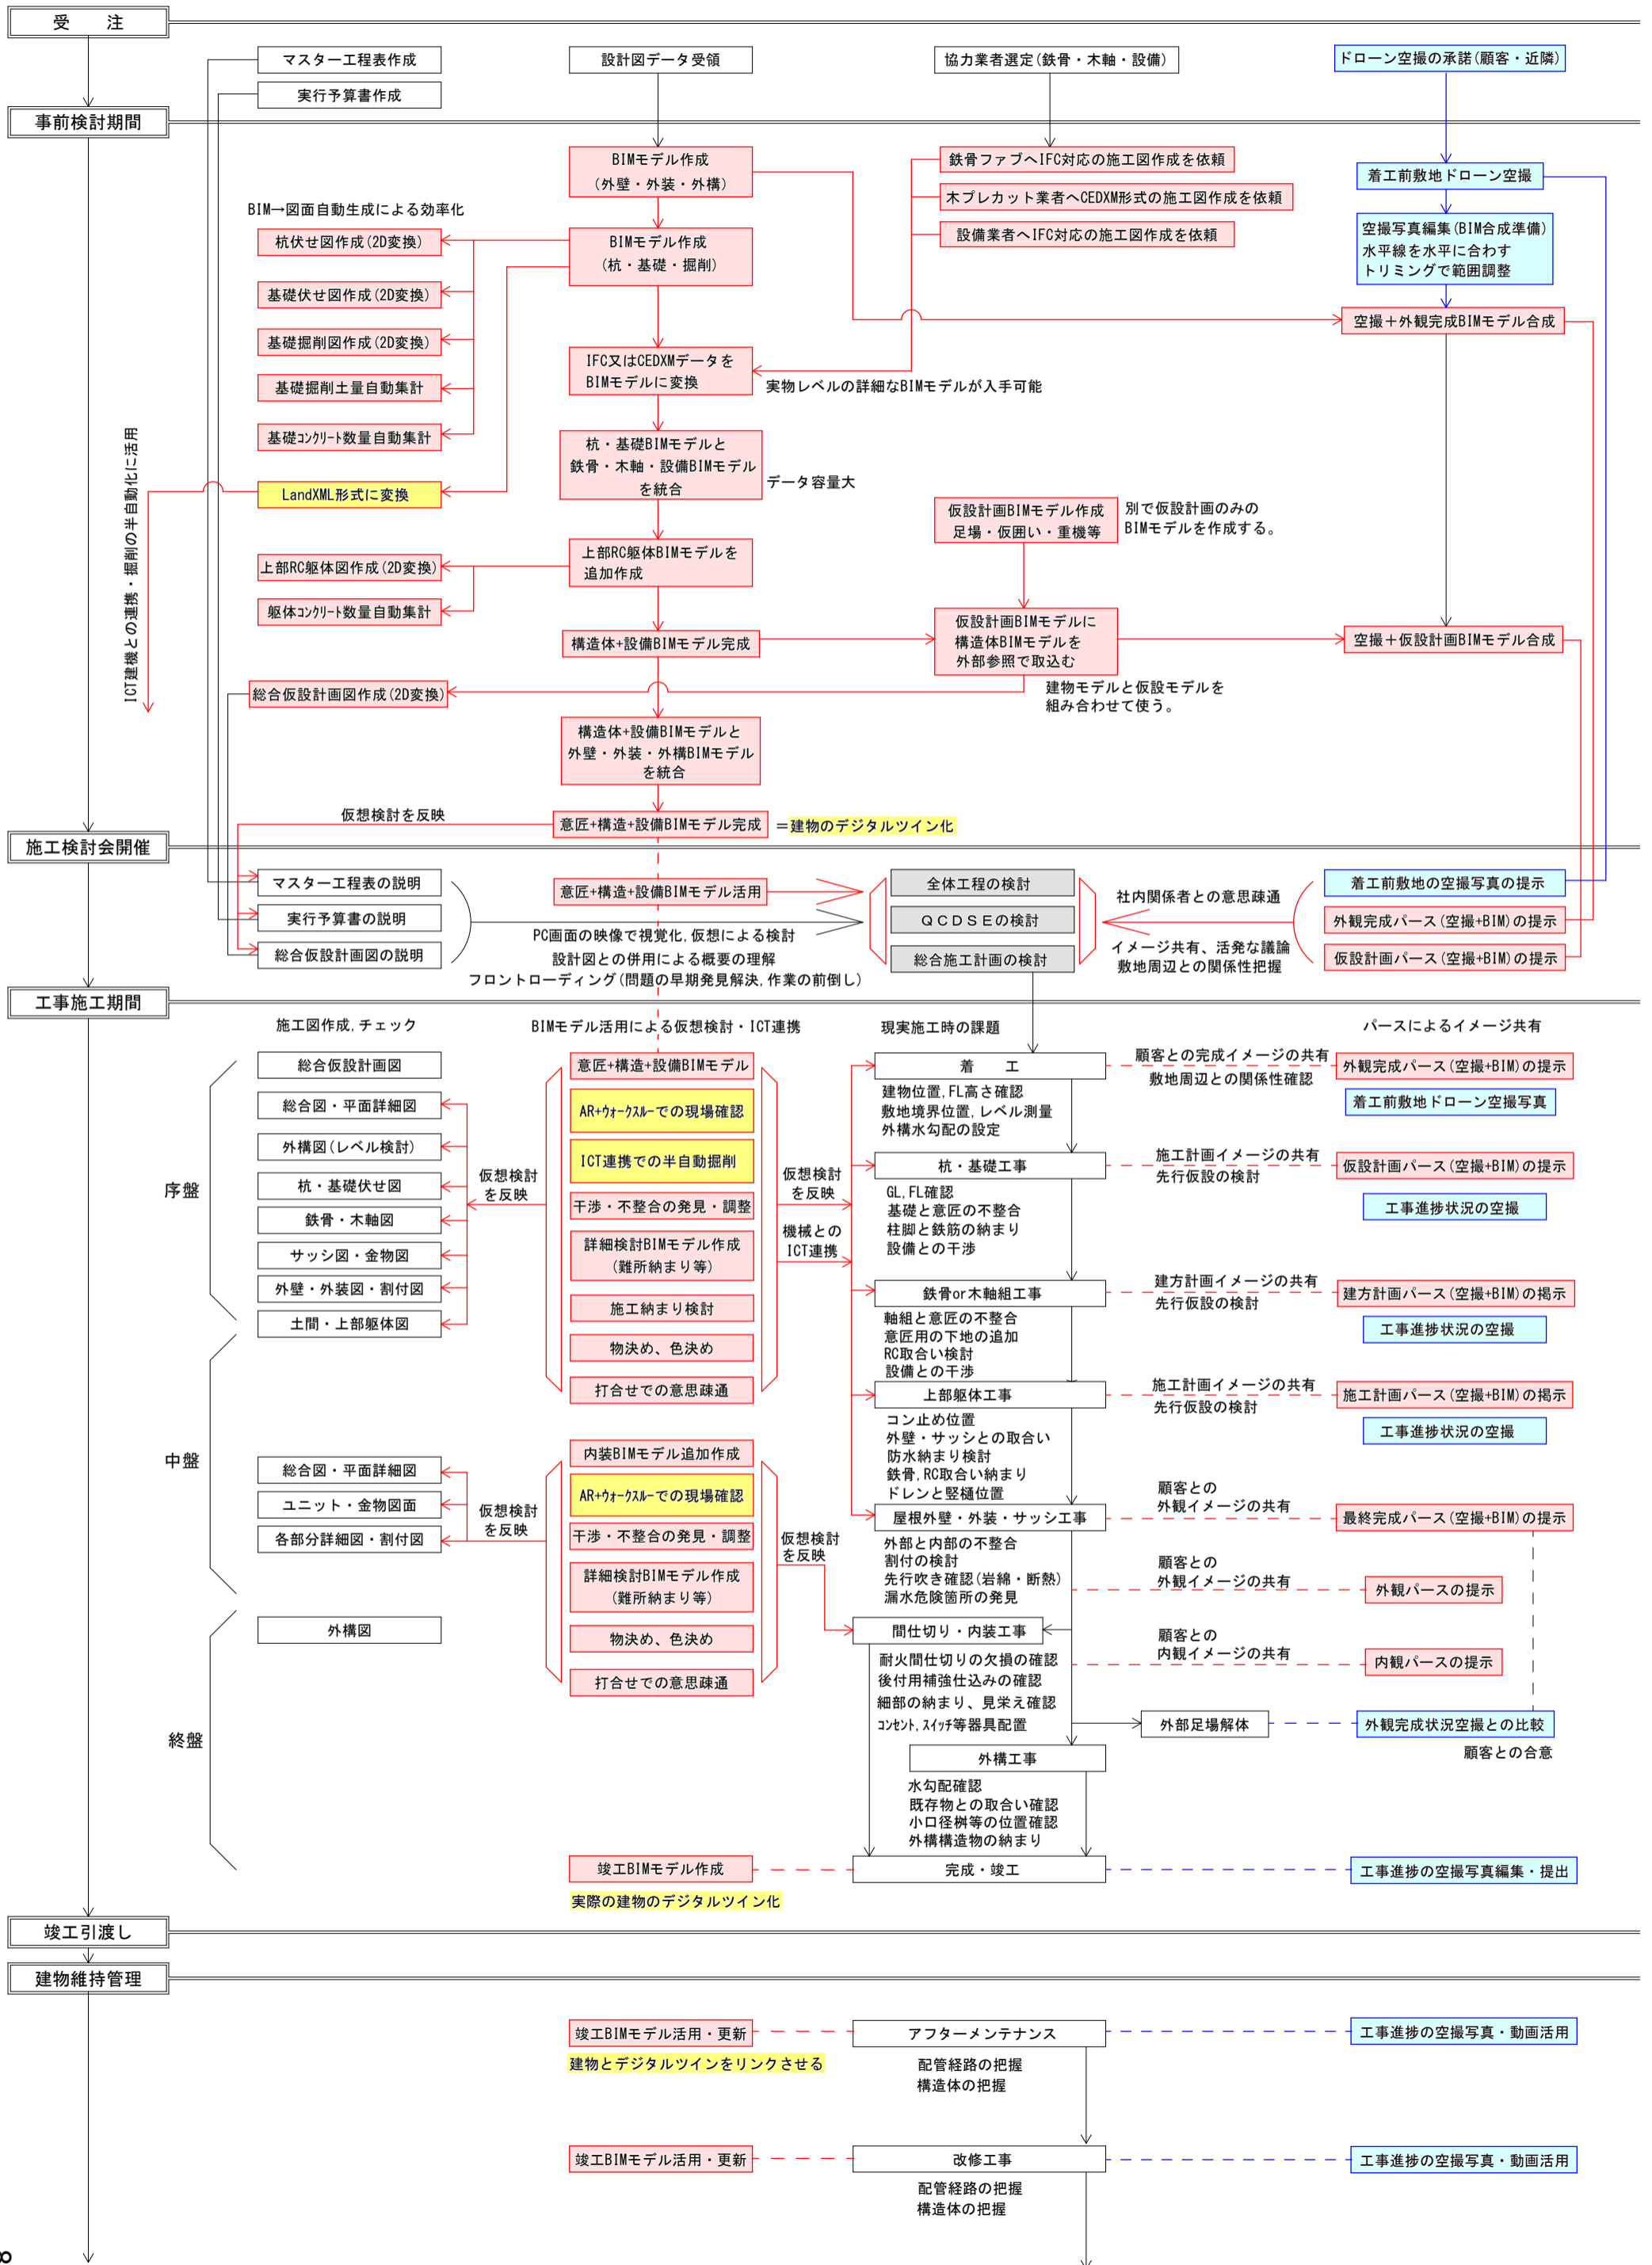 受　注
マスター工程表作成
設計図データ受領
協力業者選定(鉄骨・木軸・設備)
ドローン空撮の承諾(顧客・近隣)
実行予算書作成
事前検討期間
BIMモデル作成
(外壁・外装・外構)
鉄骨ファブへIFC対応の施工図作成を依頼
木プレカット業者へCEDXM形式の施工図作成を依頼
設備業者へIFC対応の施工図作成を依頼
着工前敷地ドローン空撮
空撮写真編集(BIM合成準備)
水平線を水平に合わす
トリミングで範囲調整
空撮＋外観完成BIMモデル合成
BIM→図面自動生成による効率化
杭伏せ図作成(2D変換)
基礎伏せ図作成(2D変換)
基礎掘削図作成(2D変換)
基礎掘削土量自動集計
基礎ｺﾝｸﾘｰﾄ数量自動集計
LandXML形式に変換
ICT建機との連携・掘削の半自動化に活用
BIMモデル作成
(杭・基礎・掘削)
IFC又はCEDXMデータを
BIMモデルに変換
実物レベルの詳細なBIMモデルが入手可能
杭・基礎BIMモデルと
鉄骨・木軸・設備BIMモデル
を統合
データ容量大
仮設計画BIMモデル作成
足場・仮囲い・重機等
別で仮設計画のみの
BIMモデルを作成する。
上部RC躯体BIMモデルを
追加作成
上部RC躯体図作成(2D変換)
躯体ｺﾝｸﾘｰﾄ数量自動集計
構造体+設備BIMモデル完成
仮設計画BIMモデルに
構造体BIMモデルを
外部参照で取込む
空撮＋仮設計画BIMモデル合成
総合仮設計画図作成(2D変換)
建物モデルと仮設モデルを
組み合わせて使う。
構造体+設備BIMモデルと
外壁・外装・外構BIMモデル
を統合
仮想検討を反映
意匠+構造+設備BIMモデル完成
＝建物のデジタルツイン化
施工検討会開催
マスター工程表の説明
実行予算書の説明
総合仮設計画図の説明
意匠+構造+設備BIMモデル活用
PC画面の映像で視覚化,仮想による検討
設計図との併用による概要の理解
フロントローディング(問題の早期発見解決,作業の前倒し)
全体工程の検討
ＱＣＤＳＥの検討
総合施工計画の検討
社内関係者との意思疎通
イメージ共有、活発な議論
敷地周辺との関係性把握
着工前敷地の空撮写真の提示
外観完成パース(空撮+BIM)の提示
仮設計画パース(空撮+BIM)の提示
工事施工期間
施工図作成,チェック
BIMモデル活用による仮想検討・ICT連携
現実施工時の課題
パースによるイメージ共有
序盤
総合仮設計画図
総合図・平面詳細図
外構図(レベル検討)
杭・基礎伏せ図
鉄骨・木軸図
サッシ図・金物図
外壁・外装図・割付図
土間・上部躯体図
仮想検討
を反映
意匠+構造+設備BIMモデル
AR+ｳｫｰｸｽﾙｰでの現場確認
ICT連携での半自動掘削
干渉・不整合の発見・調整
詳細検討BIMモデル作成
(難所納まり等)
施工納まり検討
物決め、色決め
打合せでの意思疎通
仮想検討
を反映
機械との
ICT連携
着　工
建物位置,FL高さ確認
敷地境界位置,レベル測量
外構水勾配の設定
顧客との完成イメージの共有
敷地周辺との関係性確認
外観完成パース(空撮+BIM)の提示
着工前敷地ドローン空撮写真
杭・基礎工事
GL,FL確認
基礎と意匠の不整合
柱脚と鉄筋の納まり
設備との干渉
施工計画イメージの共有
先行仮設の検討
仮設計画パース(空撮+BIM)の提示
工事進捗状況の空撮
鉄骨or木軸組工事
軸組と意匠の不整合
意匠用の下地の追加
RC取合い検討
設備との干渉
建方計画イメージの共有
先行仮設の検討
建方計画パース(空撮+BIM)の掲示
工事進捗状況の空撮
上部躯体工事
コン止め位置
外壁・サッシとの取合い
防水納まり検討
鉄骨,RC取合い納まり
ドレンと竪樋位置
施工計画イメージの共有
先行仮設の検討
施工計画パース(空撮+BIM)の掲示
工事進捗状況の空撮
中盤
総合図・平面詳細図
ユニット・金物図面
各部分詳細図・割付図
仮想検討
を反映
内装BIMモデル追加作成
AR+ｳｫｰｸｽﾙｰでの現場確認
干渉・不整合の発見・調整
詳細検討BIMモデル作成
(難所納まり等)
物決め、色決め
打合せでの意思疎通
仮想検討
を反映
屋根外壁・外装・サッシ工事
外部と内部の不整合
割付の検討
先行吹き確認(岩綿・断熱)
漏水危険箇所の発見
顧客との
外観イメージの共有
最終完成パース(空撮+BIM)の提示
顧客との
外観イメージの共有
外観パースの提示
終盤
外構図
間仕切り・内装工事
耐火間仕切りの欠損の確認
後付用補強仕込みの確認
細部の納まり、見栄え確認
ｺﾝｾﾝﾄ,ｽｲｯﾁ等器具配置
顧客との
内観イメージの共有
内観パースの提示
外部足場解体
外観完成状況空撮との比較
顧客との合意
外構工事
水勾配確認
既存物との取合い確認
小口径桝等の位置確認
外構構造物の納まり
竣工BIMモデル作成
実際の建物のデジタルツイン化
完成・竣工
工事進捗の空撮写真編集・提出
竣工引渡し
建物維持管理
竣工BIMモデル活用・更新
建物とデジタルツインをリンクさせる
アフターメンテナンス
配管経路の把握
構造体の把握
工事進捗の空撮写真・動画活用
竣工BIMモデル活用・更新
改修工事
配管経路の把握
構造体の把握
工事進捗の空撮写真・動画活用
8